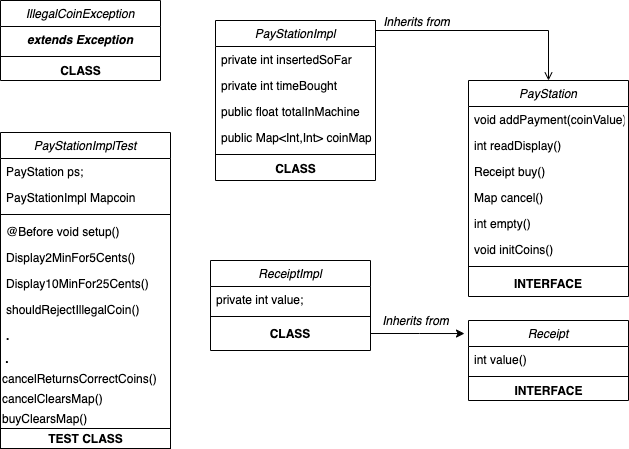 IllegalCoinException
extends Exception
CLASS
PayStationImpl
private int insertedSoFar
private int timeBought
public float totalInMachine
public Map<Int,Int> coinMap
CLASS
Inherits from
PayStation
void addPayment(coinValue)
int readDisplay()
Receipt buy()
Map cancel()
int empty()
void initCoins()
INTERFACE
PayStationImplTest
PayStation ps;
PayStationImpl Mapcoin
@Before void setup()
Display2MinFor5Cents()
Display10MinFor25Cents()
shouldRejectIllegalCoin()
.
.
cancelReturnsCorrectCoins()
cancelClearsMap()
buyClearsMap()
TEST CLASS
ReceiptImpl
private int value;
CLASS
Inherits from
Receipt
int value()
INTERFACE